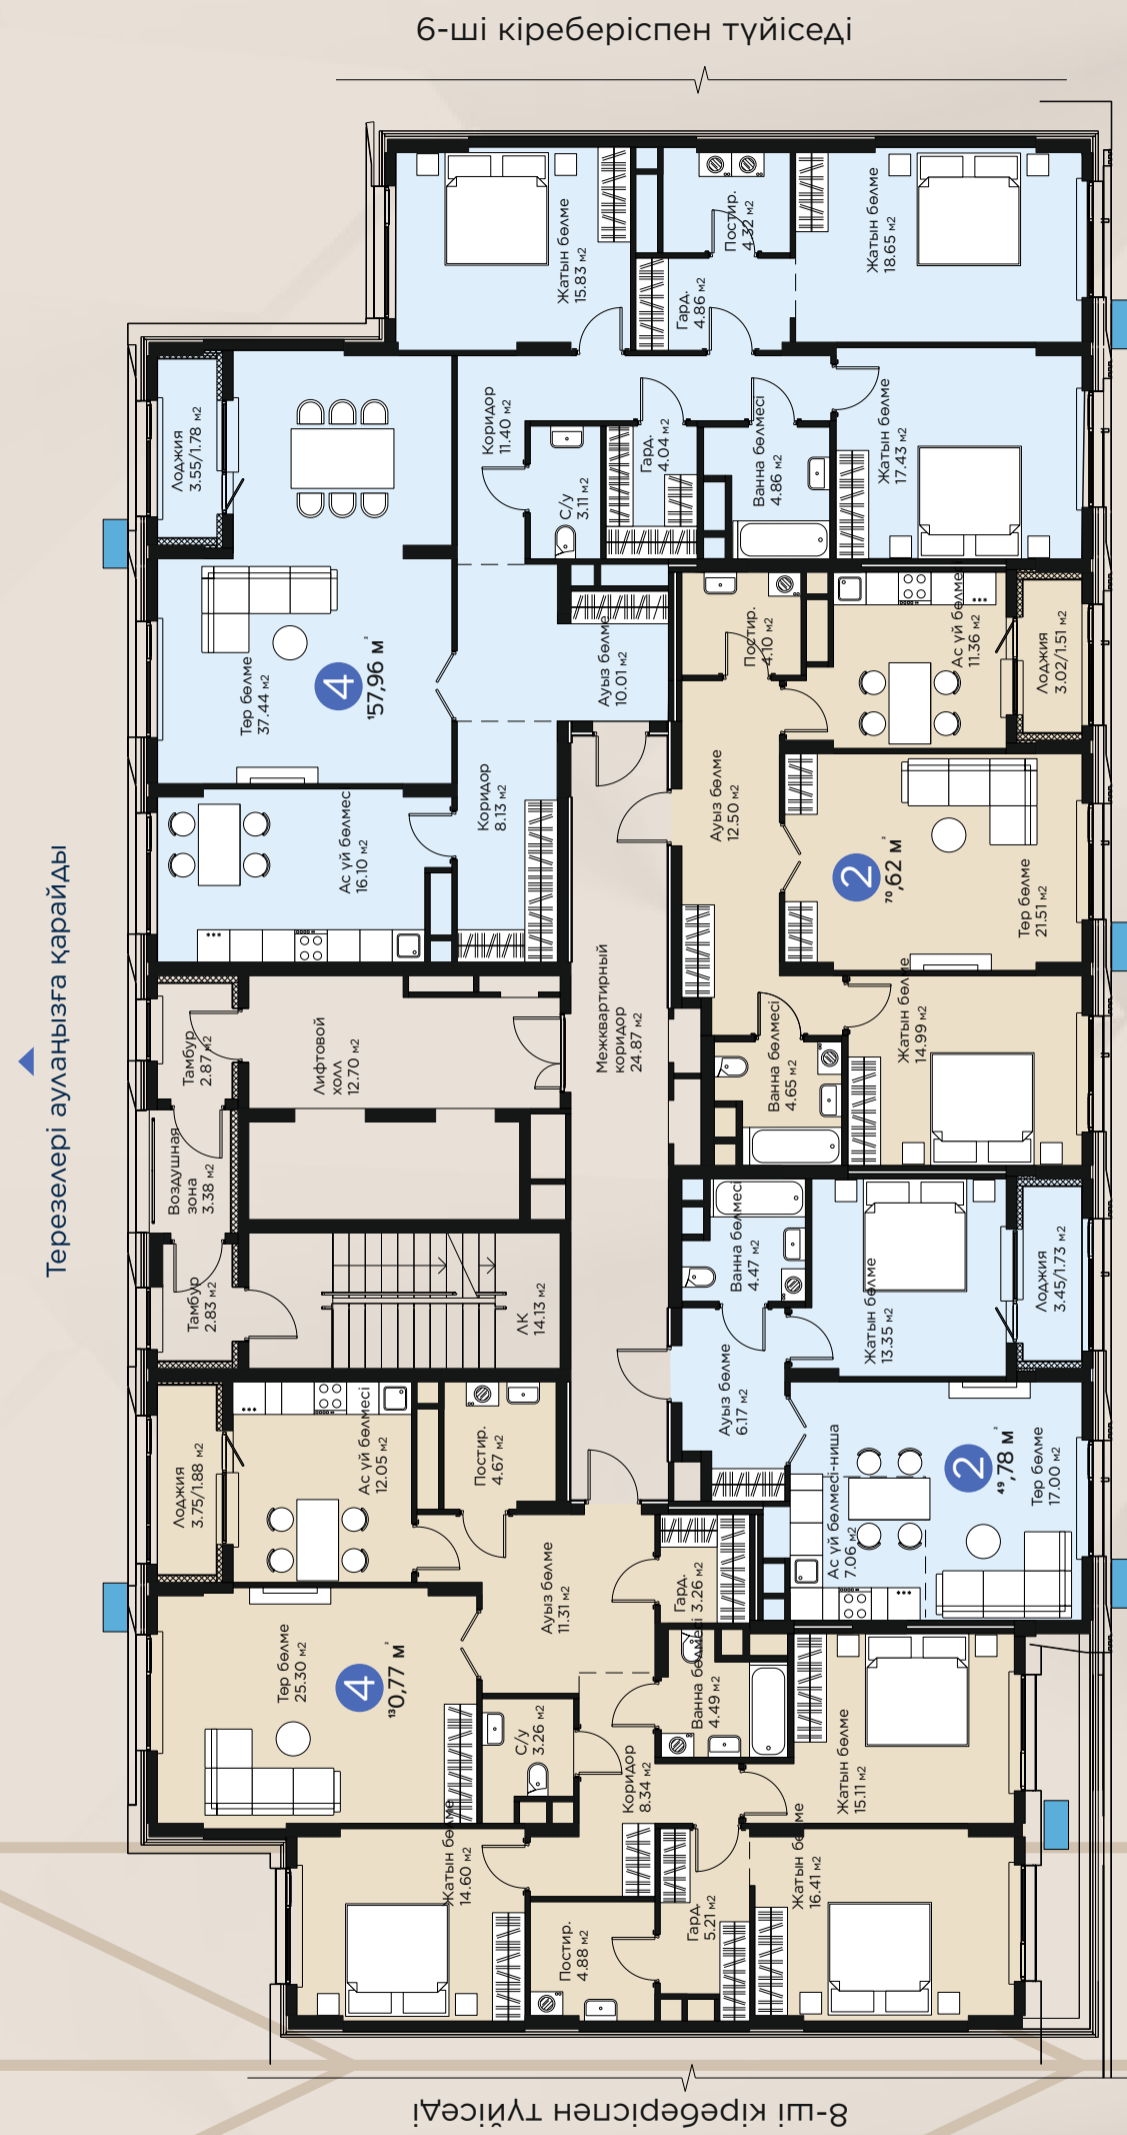 6-ші кіреберіспен түйіседі
Терезелері аулаңызға қарайды
Жатын бөлме
15.83 м2
Постир.
4.32 м2
Жатын бөлме
18.65 м2
Гард.
4.86 м2
Лоджия
3.55/1.78 м2
Коридор
11.40 м2
С/у
3.11 м2
Гард.
4.04 м2
Ванна бөлмесі
4.86 м2
Жатын бөлме
17.43 м2
Төр бөлме
37.44 м2
4
157,96 м²
Ауыз бөлме
10.01 м2
Постир.
4.10 м2
Ас үй бөлме
11.36 м2
Лоджия
3.02/1.51 м2
Ас үй бөлмесі
16.10 м2
Коридор
8.13 м2
Ауыз бөлме
12.50 м2
2
70,62 м²
Төр бөлме
21.51 м2
Тамбур
2.87 м2
Лифтовой
холл
12.70 м2
Межквартирный
коридор
24.87 м2
Ванна бөлмесі
4.65 м2
Жатын бөлме
14.99 м2
Воздушная
зона
3.38 м2
Тамбур
2.83 м2
ЛК
14.13 м2
Ванна бөлмесі
4.47 м2
Жатын бөлме
13.35 м2
Лоджия
3.45/1.73 м2
Лоджия
3.75/1.88 м2
Ас үй бөлмесі
12.05 м2
Постир.
4.67 м2
Ауыз бөлме
6.17 м2
Ас үй бөлмесі-ниша
7.06 м2
2
49,78 м²
Төр бөлме
17.00 м2
Төр бөлме
25.30 м2
4
130,77 м²
Ауыз бөлме
11.31 м2
Гард.
3.26 м2
Ванна бөлмесі
4.49 м2
С/у
3.26 м2
Коридор
8.34 м2
Жатын бөлме
15.11 м2
Жатын бөлме
14.60 м2
Постир.
4.88 м2
Гард.
5.21 м2
Жатын бөлме
16.41 м2
8-ші кіреберіспен түйіседі